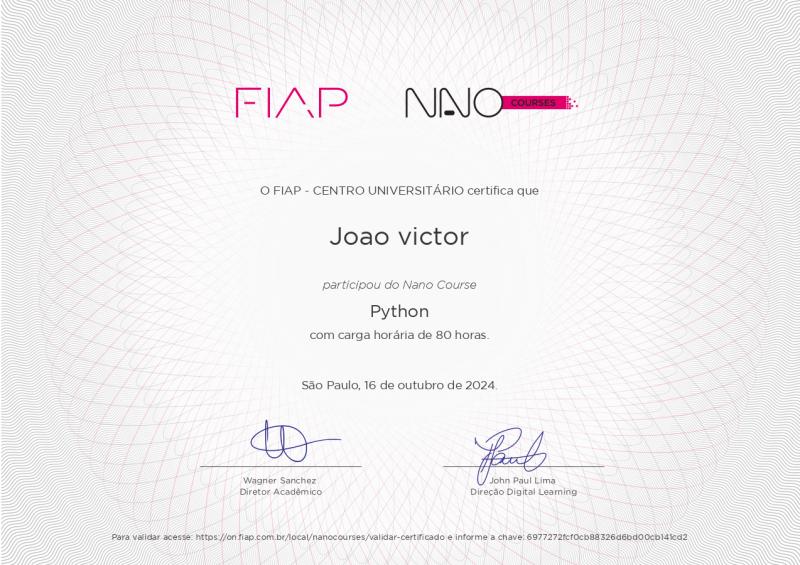 FIAP NANO COURSES
O FIAP - CENTRO UNIVERSITÁRIO certifica que
Joao victor
participou do Nano Course
Python
com carga horária de 80 horas.
São Paulo, 16 de outubro de 2024.
Wagner Sanchez John Paul Lima
Diretor Acadêmico Direção Digital Learning
Para validar acesse: https://on.fiap.com.br/local/nanocourses/validar-certificado e informe a chave: 6977272fcf0cb88326d6bd00cb141cd2